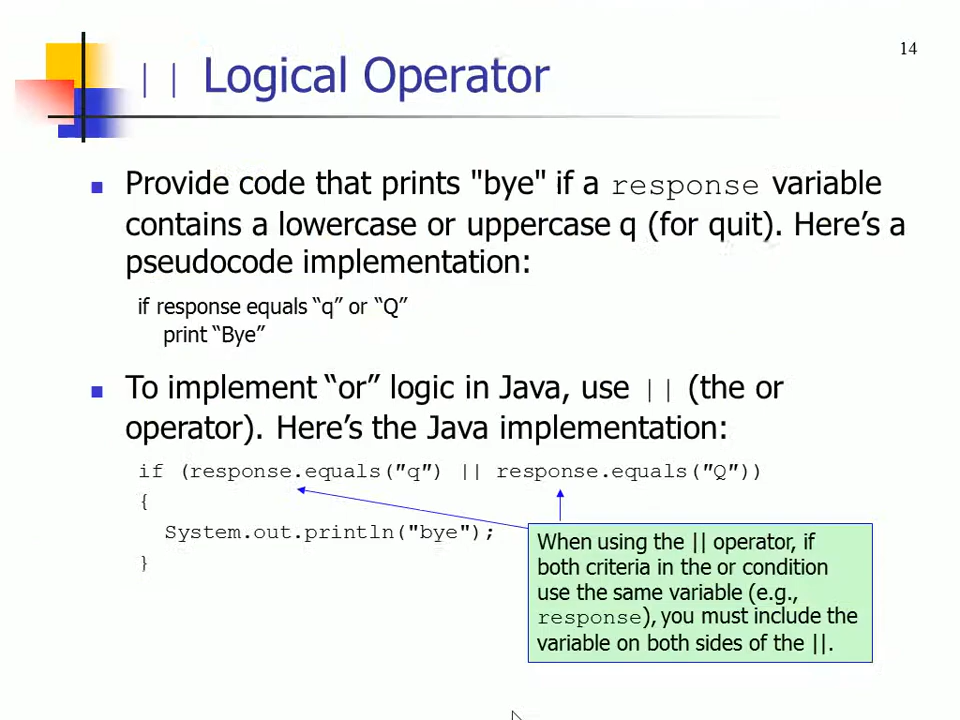 14
|| Logical Operator
Provide code that prints "bye" if a response variable
contains a lowercase or uppercase q (for quit). Here’s a
pseudocode implementation:
if response equals “q” or “Q”
print “Bye”
To implement “or” logic in Java, use || (the or
operator). Here’s the Java implementation:
if (response.equals("q") || response.equals("Q"))
{
System.out.println("bye");
}
When using the || operator, if
both criteria in the or condition
use the same variable (e.g.,
response), you must include the
variable on both sides of the ||.